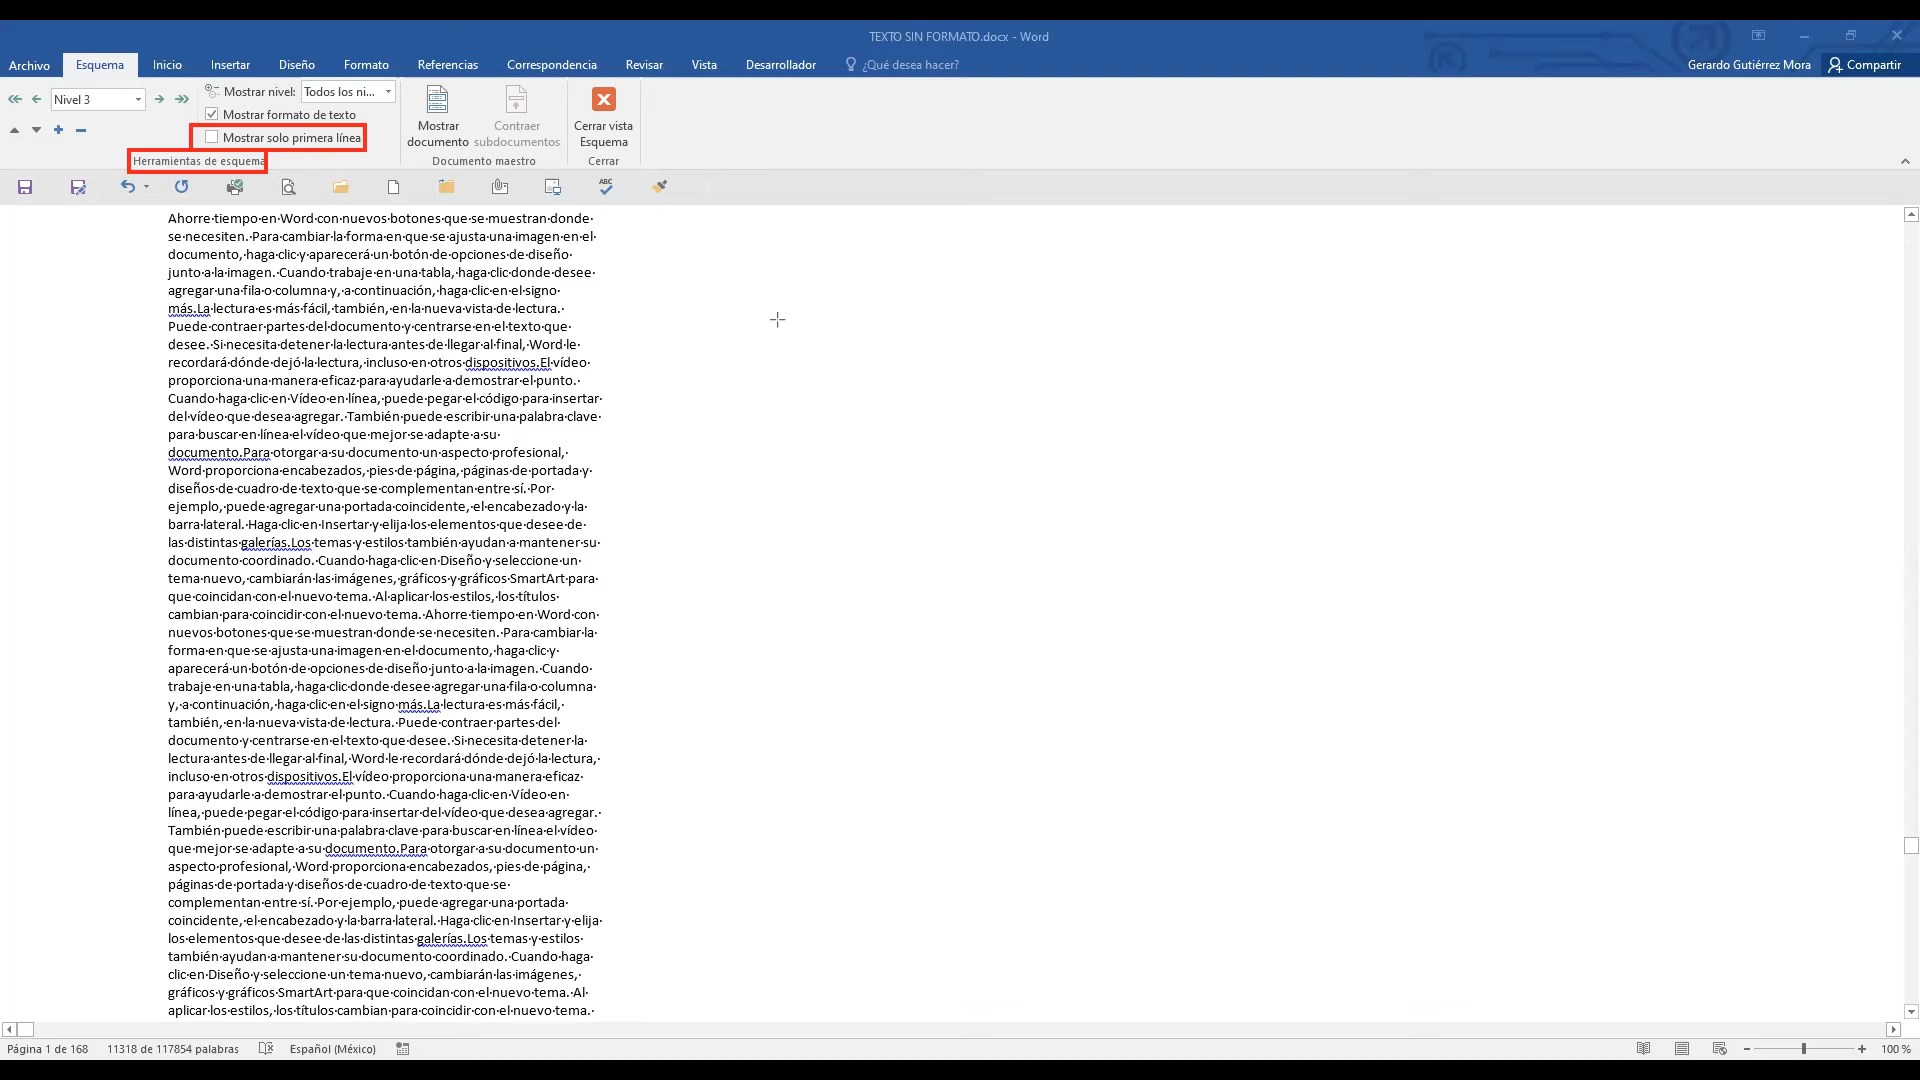 TEXTO SIN FORMATO.docx - Word
Archivo Esquema Inicio Insertar Diseño Formato Referencias Correspondencia Revisar Vista Desarrollador ¿Qué desea hacer? Gerardo Gutiérrez Mora Compartir
Nivel 3
Mostrar nivel: Todos los ni...
Mostrar formato de texto
Mostrar solo primera línea
Herramientas de esquema
Mostrar documento
Contraer subdocumentos
Documento maestro
Cerrar vista Esquema
Cerrar
ABC
Ahorre·tiempo·en·Word·con·nuevos·botones·que·se·muestran·donde·
se·necesiten.·Para·cambiar·la·forma·en·que·se·ajusta·una·imagen·en·el·
documento,·haga·clic·y·aparecerá·un·botón·de·opciones·de·diseño·
junto·a·la·imagen.·Cuando·trabaje·en·una·tabla,·haga·clic·donde·desee·
agregar·una·fila·o·columna·y,·a·continuación,·haga·clic·en·el·signo·
más.La·lectura·es·más·fácil,·también,·en·la·nueva·vista·de·lectura.·
Puede·contraer·partes·del·documento·y·centrarse·en·el·texto·que·
desee.·Si·necesita·detener·la·lectura·antes·de·llegar·al·final,·Word·le·
recordará·dónde·dejó·la·lectura,·incluso·en·otros·dispositivos.El·vídeo·
proporciona·una·manera·eficaz·para·ayudarle·a·demostrar·el·punto.·
Cuando·haga·clic·en·Vídeo·en·línea,·puede·pegar·el·código·para·insertar·
del·vídeo·que·desea·agregar.·También·puede·escribir·una·palabra·clave·
para·buscar·en·línea·el·vídeo·que·mejor·se·adapte·a·su·
documento.Para·otorgar·a·su·documento·un·aspecto·profesional,·
Word·proporciona·encabezados,·pies·de·página,·páginas·de·portada·y·
diseños·de·cuadro·de·texto·que·se·complementan·entre·sí.·Por·
ejemplo,·puede·agregar·una·portada·coincidente,·el·encabezado·y·la·
barra·lateral.·Haga·clic·en·Insertar·y·elija·los·elementos·que·desee·de·
las·distintas·galerías.Los·temas·y·estilos·también·ayudan·a·mantener·su·
documento·coordinado.·Cuando·haga·clic·en·Diseño·y·seleccione·un·
tema·nuevo,·cambiarán·las·imágenes,·gráficos·y·gráficos·SmartArt·para·
que·coincidan·con·el·nuevo·tema.·Al·aplicar·los·estilos,·los·títulos·
cambian·para·coincidir·con·el·nuevo·tema.·Ahorre·tiempo·en·Word·con·
nuevos·botones·que·se·muestran·donde·se·necesiten.·Para·cambiar·la·
forma·en·que·se·ajusta·una·imagen·en·el·documento,·haga·clic·y·
aparecerá·un·botón·de·opciones·de·diseño·junto·a·la·imagen.·Cuando·
trabaje·en·una·tabla,·haga·clic·donde·desee·agregar·una·fila·o·columna·
y,·a·continuación,·haga·clic·en·el·signo·más.La·lectura·es·más·fácil,·
también,·en·la·nueva·vista·de·lectura.·Puede·contraer·partes·del·
documento·y·centrarse·en·el·texto·que·desee.·Si·necesita·detener·la·
lectura·antes·de·llegar·al·final,·Word·le·recordará·dónde·dejó·la·lectura,·
incluso·en·otros·dispositivos.El·vídeo·proporciona·una·manera·eficaz·
para·ayudarle·a·demostrar·el·punto.·Cuando·haga·clic·en·Vídeo·en·
línea,·puede·pegar·el·código·para·insertar·del·vídeo·que·desea·agregar.·
También·puede·escribir·una·palabra·clave·para·buscar·en·línea·el·vídeo·
que·mejor·se·adapte·a·su·documento.Para·otorgar·a·su·documento·un·
aspecto·profesional,·Word·proporciona·encabezados,·pies·de·página,·
páginas·de·portada·y·diseños·de·cuadro·de·texto·que·se·
complementan·entre·sí.·Por·ejemplo,·puede·agregar·una·portada·
coincidente,·el·encabezado·y·la·barra·lateral.·Haga·clic·en·Insertar·y·elija·
los·elementos·que·desee·de·las·distintas·galerías.Los·temas·y·estilos·
también·ayudan·a·mantener·su·documento·coordinado.·Cuando·haga·
clic·en·Diseño·y·seleccione·un·tema·nuevo,·cambiarán·las·imágenes,·
gráficos·y·gráficos·SmartArt·para·que·coincidan·con·el·nuevo·tema.·Al·
aplicar·los·estilos,·los·títulos·cambian·para·coincidir·con·el·nuevo·tema.·
Página 1 de 168 11318 de 117854 palabras Español (México) 100 %